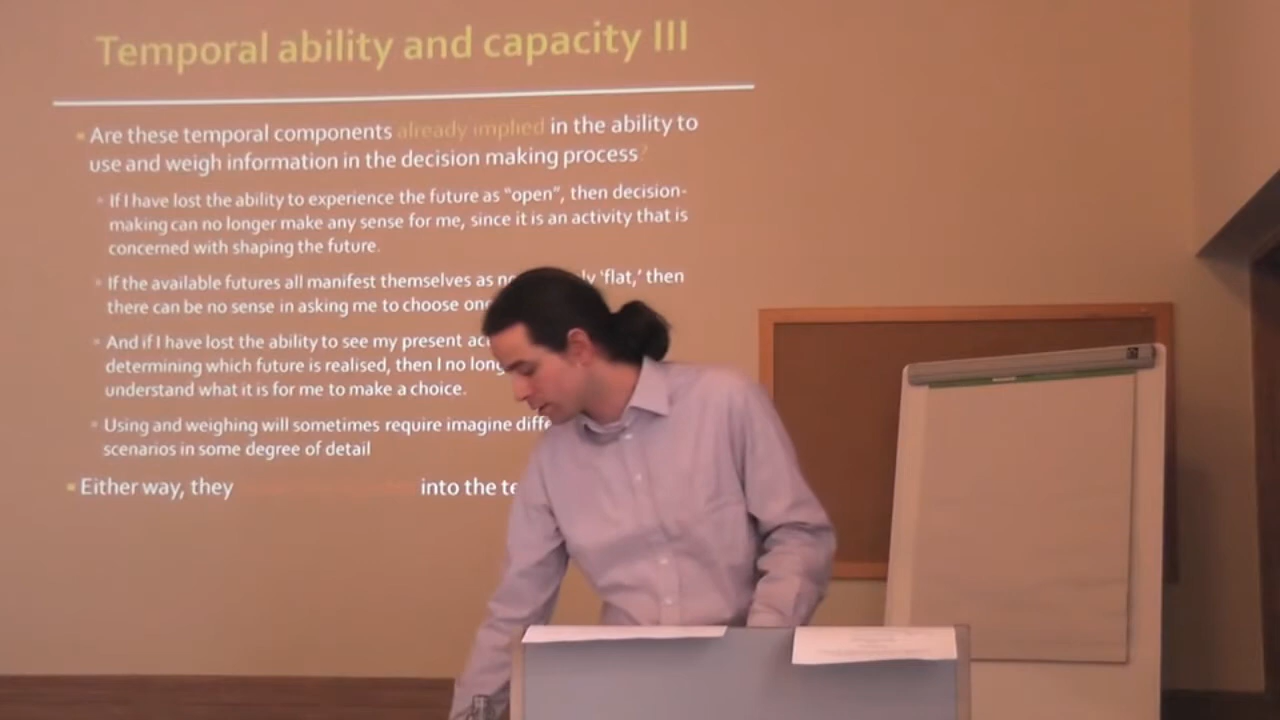 Temporal ability and capacity III
Are these temporal components already implied in the ability to
use and weigh information in the decision making process?
If I have lost the ability to experience the future as "open", then decision-
making can no longer make any sense for me, since it is an activity that is
concerned with shaping the future.
If the available futures all manifest themselves as 'flat,' then
there can be no sense in asking me to choose one
And if I have lost the ability to see my present
determining which future is realised, then I no
understand what it is for me to make a choice.
Using and weighing will sometimes require imagine
scenarios in some degree of detail
Either way, they into the